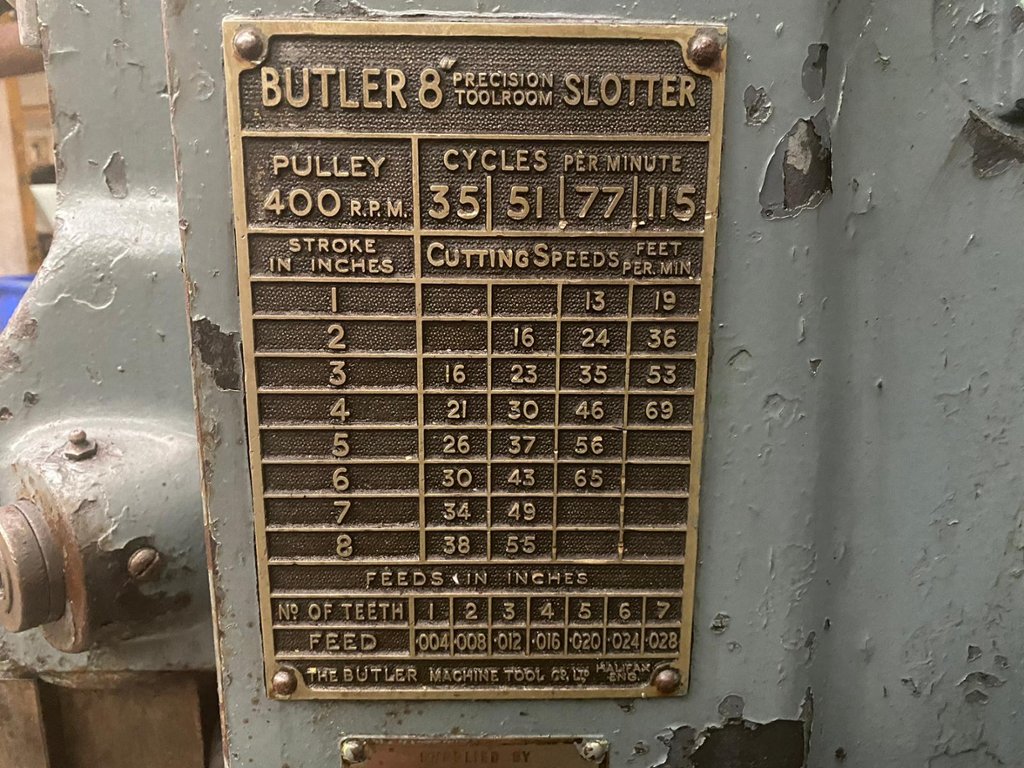 BUTLER 8" PRECISION TOOLROOM SLOTTER
PULLEY 400 R.P.M.
CYCLES PER MINUTE
35 51 77 115
STROKE IN INCHES
CUTTING SPEEDS FEET PER. MIN.
1 13 19
2 16 24 36
3 16 23 35 53
4 21 30 46 69
5 26 37 56
6 30 43 65
7 34 49
8 38 55
FEEDS IN INCHES
Nº OF TEETH 1 2 3 4 5 6 7
FEED ·004 ·008 ·012 ·016 ·020 ·024 ·028
THE BUTLER MACHINE TOOL Cº. LTD HALIFAX ENG.
SUPPLIED BY